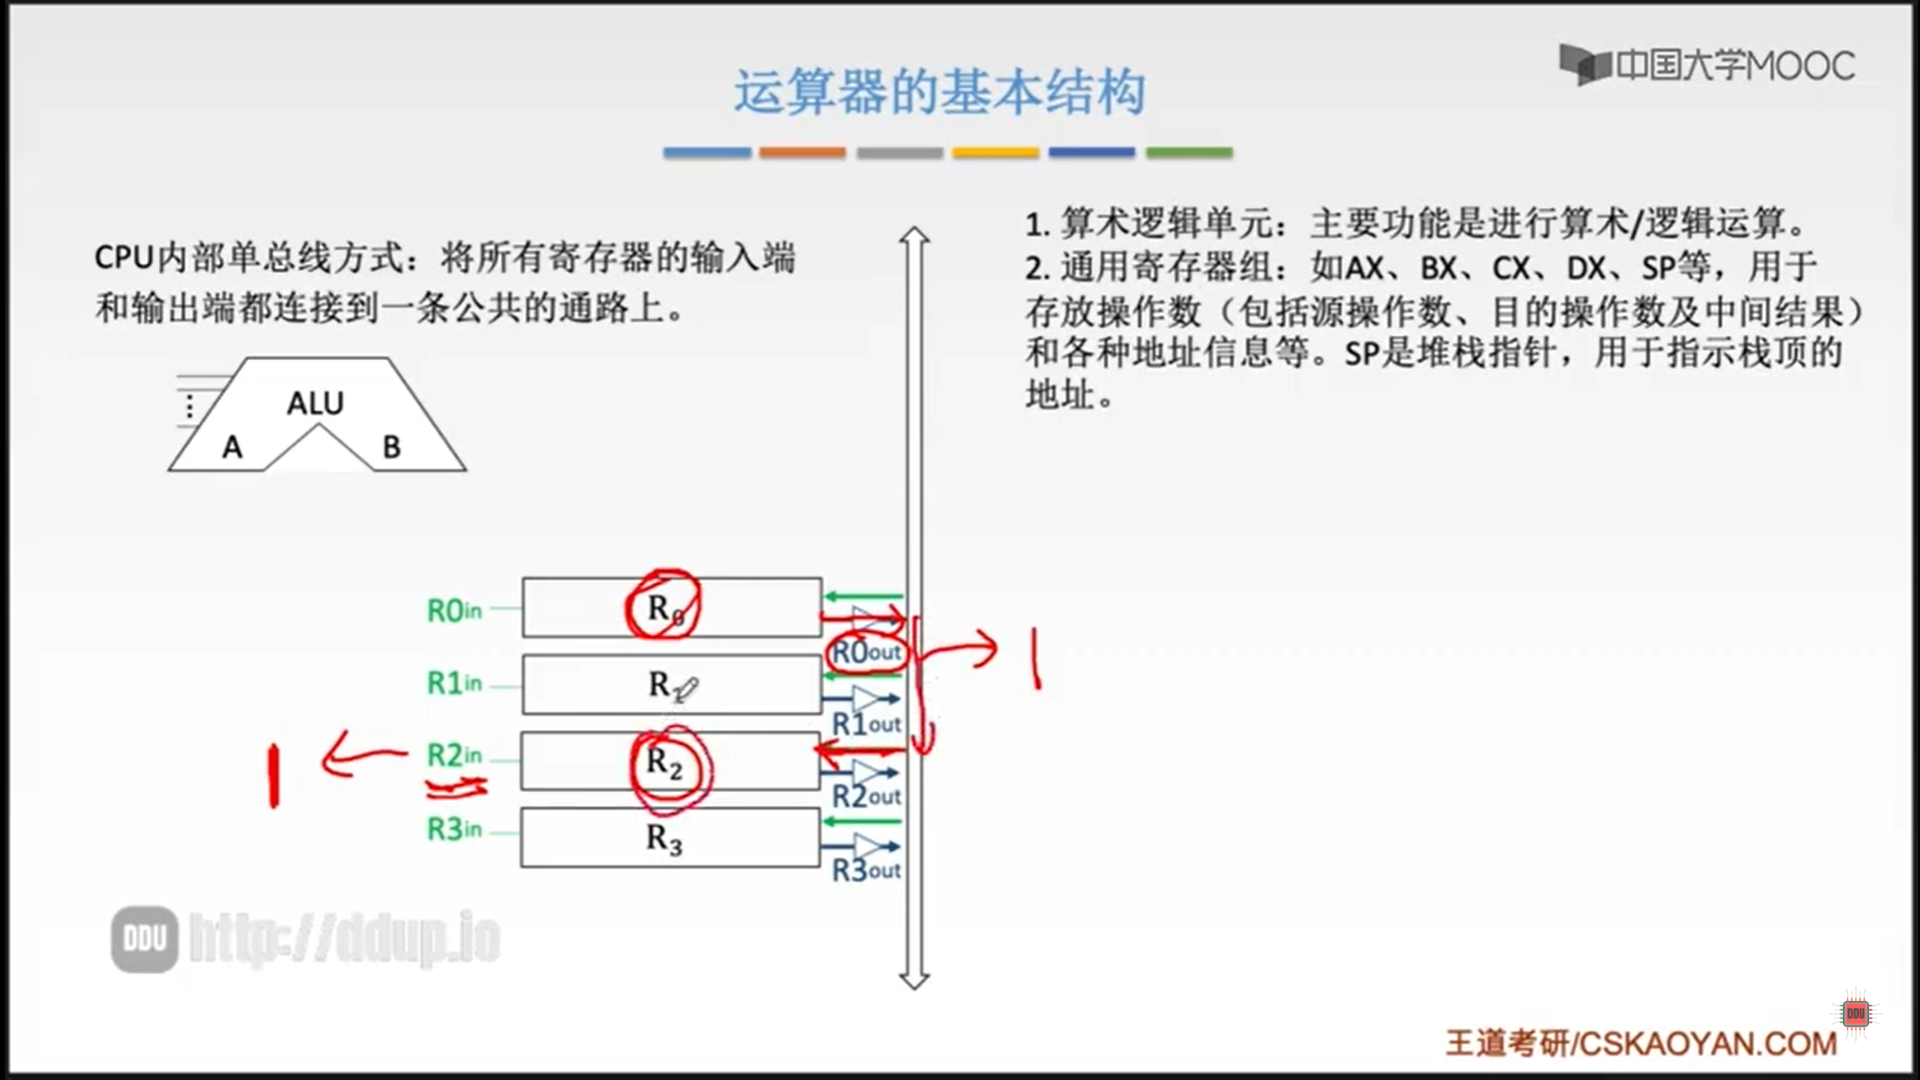 中国大学MOOC
运算器的基本结构
CPU内部单总线方式：将所有寄存器的输入端
和输出端都连接到一条公共的通路上。
1. 算术逻辑单元：主要功能是进行算术/逻辑运算。
2. 通用寄存器组：如AX、BX、CX、DX、SP等，用于
存放操作数（包括源操作数、目的操作数及中间结果）
和各种地址信息等。SP是堆栈指针，用于指示栈顶的
地址。
ALU
A B
R0in R₀
R0out 1
R1in
R1out
1 R2in R₂
R2out
R3in R₃
R3out
DDU http://ddup.io
DDU
王道考研/CSKAOYAN.COM